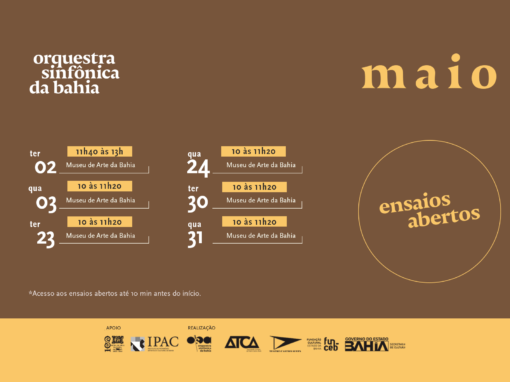 orquestra
sinfônica
da bahia
maio
ter
02
11h40 às 13h
Museu de Arte da Bahia
qua
03
10 às 11h20
Museu de Arte da Bahia
ter
23
10 às 11h20
Museu de Arte da Bahia
qua
24
10 às 11h20
Museu de Arte da Bahia
ter
30
10 às 11h20
Museu de Arte da Bahia
qua
31
10 às 11h20
Museu de Arte da Bahia
ensaios
abertos
*Acesso aos ensaios abertos até 10 min antes do início.
APOIO
IPAC
REALIZAÇÃO
ATCA
funceb
GOVERNO DO ESTADO
BAHIA